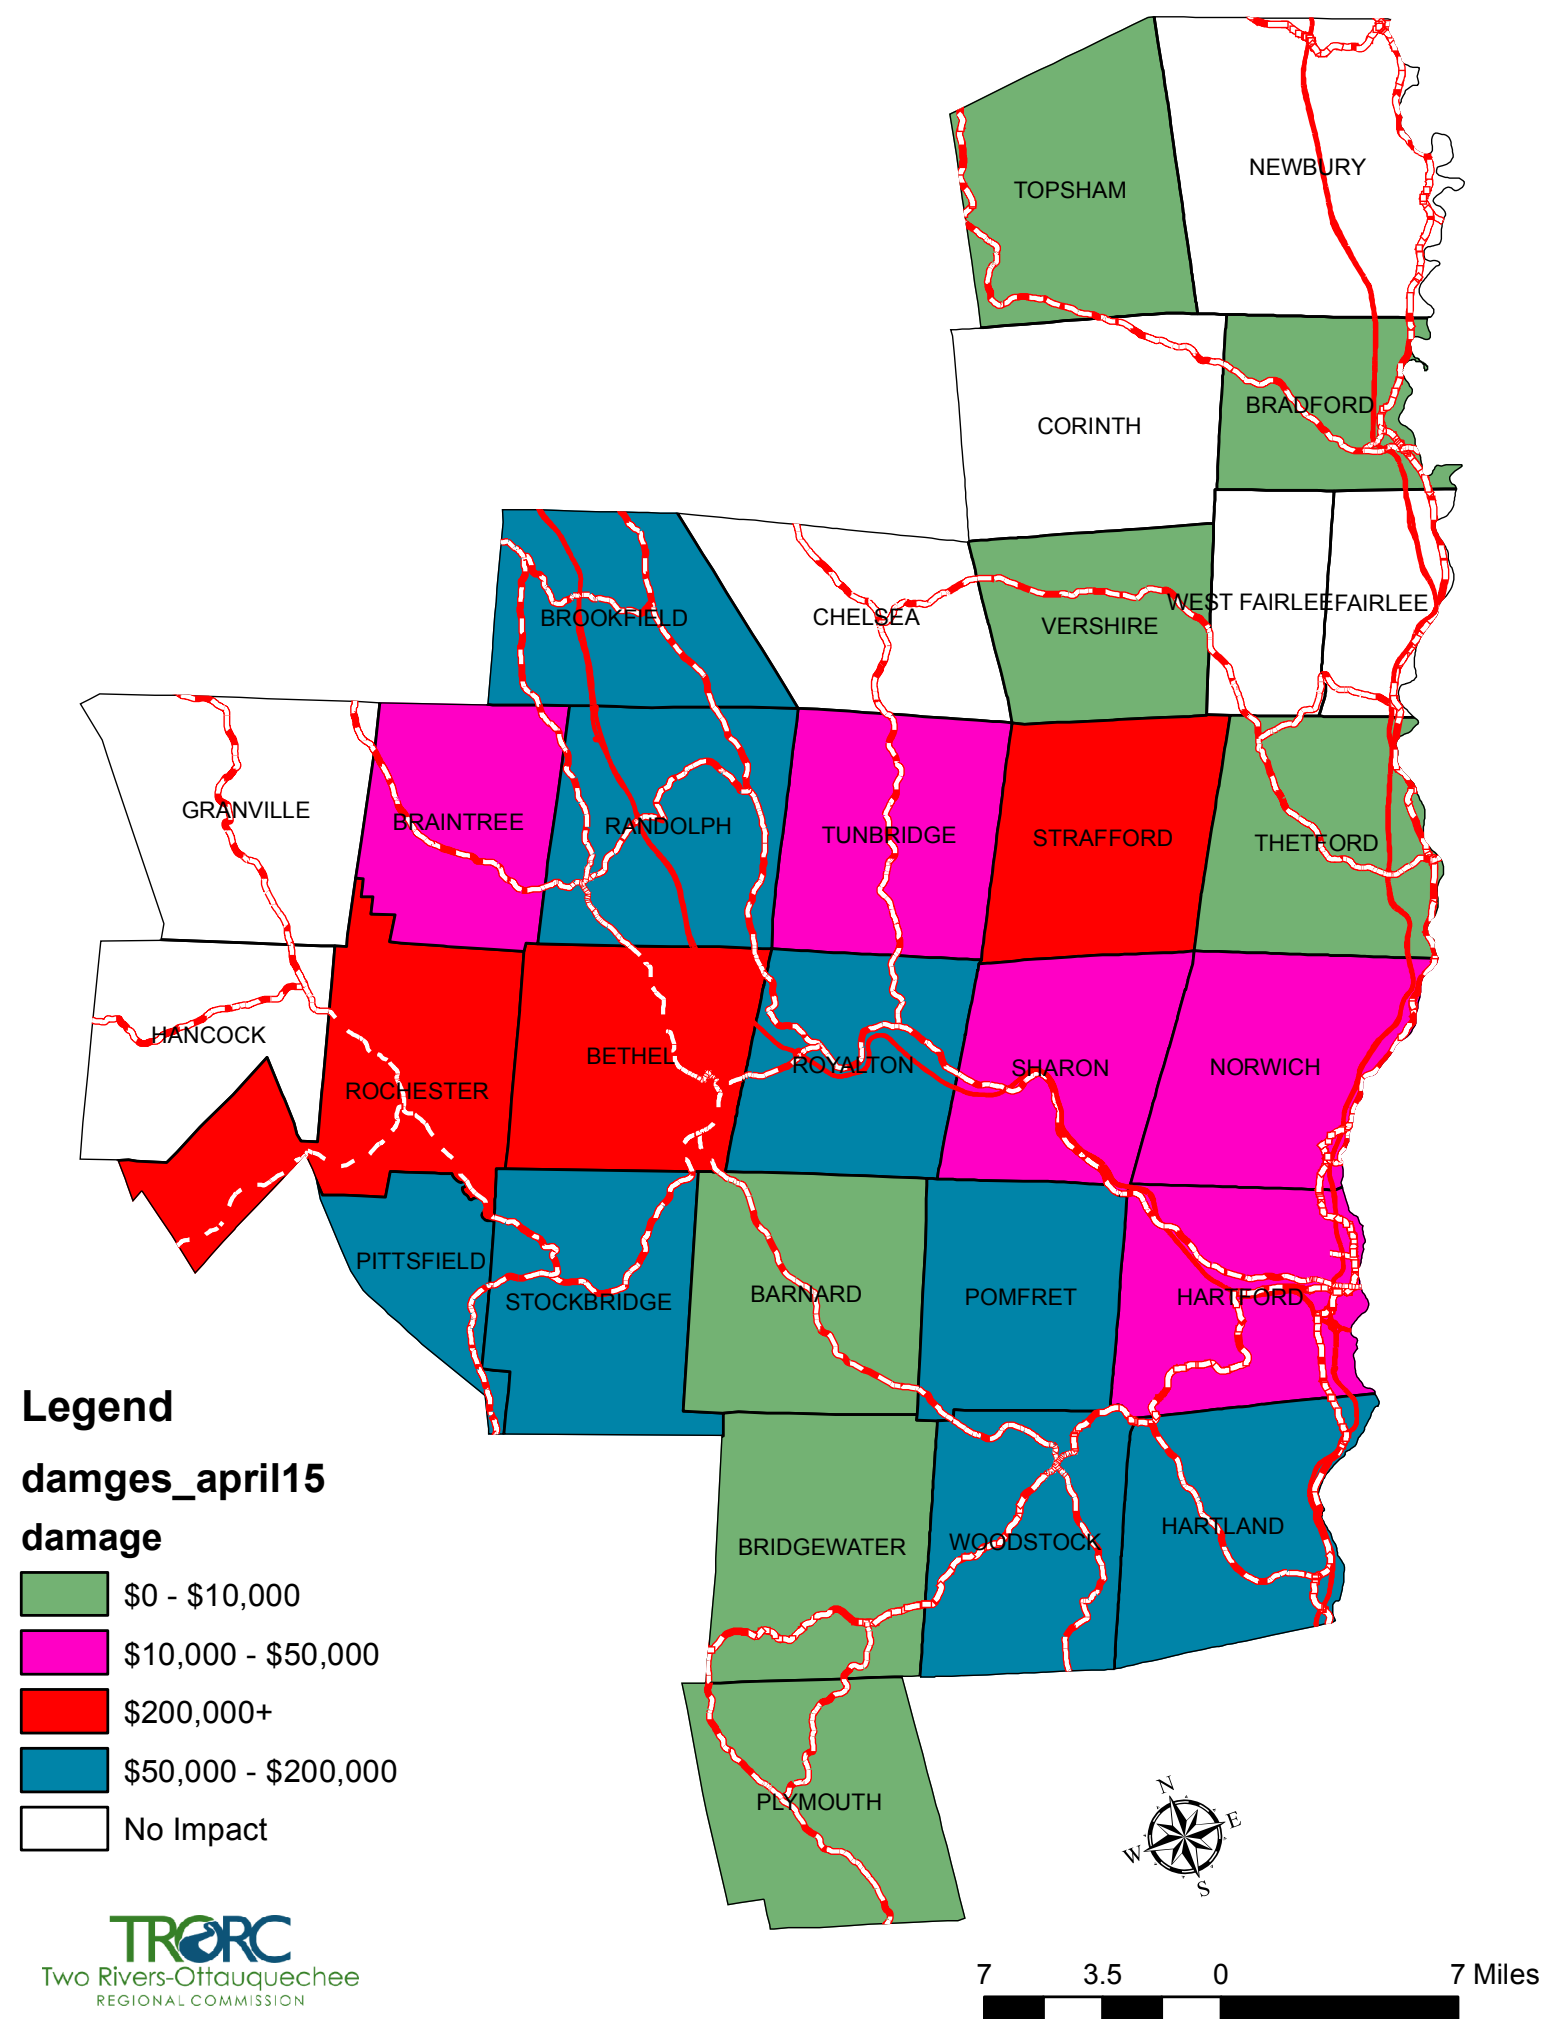 NEWBURY
TOPSHAM
BRADFORD
CORINTH
WEST FAIRLEE
FAIRLEE
BROOKFIELD
CHELSEA
VERSHIRE
GRANVILLE
BRAINTREE
RANDOLPH
TUNBRIDGE
STRAFFORD
THETFORD
HANCOCK
ROCHESTER
BETHEL
ROYALTON
SHARON
NORWICH
PITTSFIELD
STOCKBRIDGE
BARNARD
POMFRET
HARTFORD
BRIDGEWATER
WOODSTOCK
HARTLAND
PLYMOUTH
Legend
damges_april15
damage
$0 - $10,000
$10,000 - $50,000
$200,000+
$50,000 - $200,000
No Impact
N
E
W
S
TRORC
Two Rivers-Ottauquechee
REGIONAL COMMISSION
7 3.5 0 7 Miles